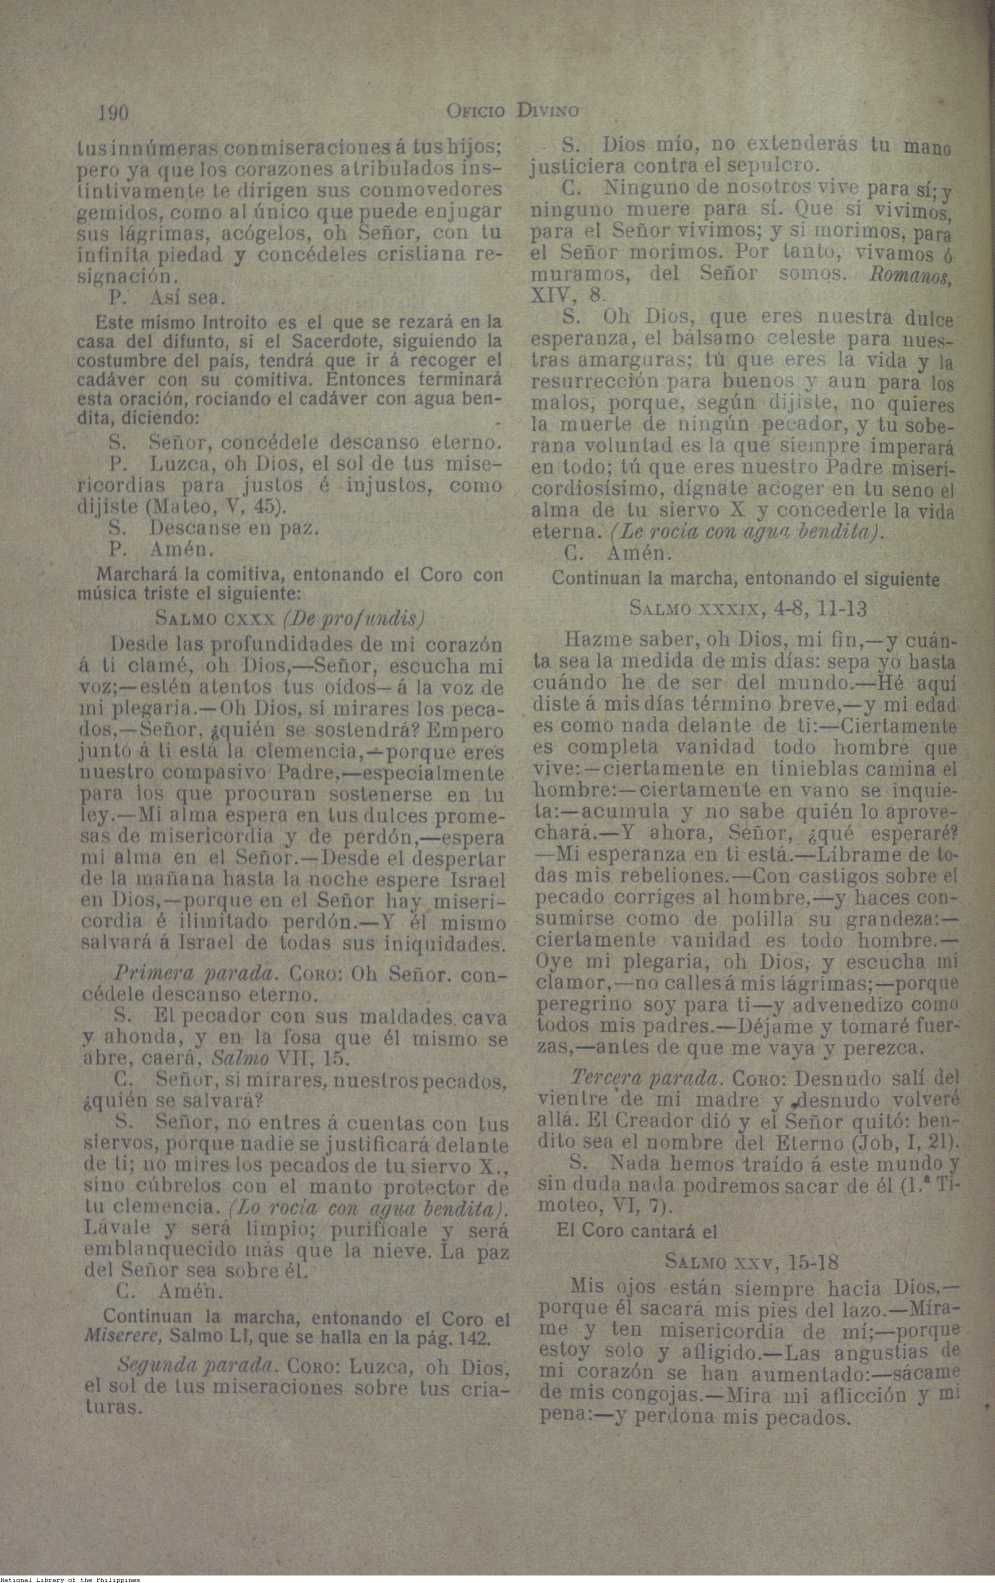 190
OFICIO DIVINO
tus innúmeras conmiseraciones á tus hijos;
pero ya que los corazones atribulados ins-
tintivamente te dirigen sus conmovedores
gemidos, como al único que puede enjugar
sus lágrimas, acógelos, oh Señor, con tu
infinita piedad y concédeles cristiana re-
signación.
P. Así sea.
Este mismo Introito es el que se rezará en la
casa del difunto, si el Sacerdote, siguiendo la
costumbre del país, tendrá que ir á recoger el
cadáver con su comitiva. Entonces terminará
esta oración, rociando el cadáver con agua ben-
dita, diciendo:
S. Señor, concédele descanso eterno.
P. Luzca, oh Dios, el sol de tus mise-
ricordias para justos é injustos, como
dijiste (Mateo, V, 45).
S. Descanse en paz.
P. Amén.
Marchará la comitiva, entonando el Coro con
música triste el siguiente:
SALMO CXXX (De profundis)
Desde las profundidades de mi corazón
á ti clamé, oh Dios,—Señor, escucha mi
voz;—estén atentos tus oídos—á la voz de
mi plegaria.—Oh Dios, si mirares los peca-
dos,—Señor, ¿quién se sostendrá? Empero
junto á ti está la clemencia,—porque eres
nuestro compasivo Padre,—especialmente
para los que procuran sostenerse en tu
ley.—Mi alma espera en tus dulces prome-
sas de misericordia y de perdón,—espera
mi alma en el Señor.—Desde el despertar
de la mañana hasta la noche espere Israel
en Dios,—porque en el Señor hay miseri-
cordia é ilimitado perdón.—Y él mismo
salvará á Israel de todas sus iniquidades.
Primera parada. CORO: Oh Señor. con-
cédele descanso eterno.
S. El pecador con sus maldades cava
y ahonda, y en la fosa que él mismo se
abre, caerá, Salmo VII, 15.
C. Señor, si mirares, nuestros pecados,
¿quién se salvará?
S. Señor, no entres á cuentas con tus
siervos, porque nadie se justificará delante
de ti; no mires los pecados de tu siervo X.,
sino cúbrelos con el manto protector de
tu clemencia. (Lo rocía con agua bendita).
Lávale y será limpio; purifícale y será
emblanquecido más que la nieve. La paz
del Señor sea sobre él.
C. Amén.
Continuan la marcha, entonando el Coro el
Miserere, Salmo LI, que se halla en la pág. 142.
Segunda parada. CORO: Luzca, oh Dios,
el sol de tus miseraciones sobre tus cria-
turas.
S. Dios mío, no extenderás tu mano
justiciera contra el sepulcro.
C. Ninguno de nosotros vive para sí; y
ninguno muere para sí. Que si vivimos,
para el Señor vivimos; y si morimos, para
el Señor morimos. Por tanto, vivamos ó
muramos, del Señor somos. Romanos,
XIV, 8.
S. Oh Dios, que eres nuestra dulce
esperanza, el bálsamo celeste para nues-
tras amarguras; tú que eres la vida y la
resurrección para buenos y aun para los
malos, porque, según dijiste, no quieres
la muerte de ningún pecador, y tu sobe-
rana voluntad es la que siempre imperará
en todo; tú que eres nuestro Padre miseri-
cordiosísimo, dígnate acoger en tu seno el
alma de tu siervo X y concederle la vida
eterna. (Le rocía con agua bendita).
C. Amén.
Continuan la marcha, entonando el siguiente
SALMO XXXIX, 4-8, 11-13
Hazme saber, oh Dios, mi fin,—y cuán-
ta sea la medida de mis días: sepa yo hasta
cuándo he de ser del mundo.—Hé aquí
diste á mis días término breve,—y mi edad
es como nada delante de ti:—Ciertamente
es completa vanidad todo hombre que
vive:—ciertamente en tinieblas camina el
hombre:—ciertamente en vano se inquie-
ta:—acumula y no sabe quién lo aprove-
chará.—Y ahora, Señor, ¿qué esperaré?
—Mi esperanza en ti está.—Líbrame de to-
das mis rebeliones.—Con castigos sobre el
pecado corriges al hombre,—y haces con-
sumirse como de polilla su grandeza:—
ciertamente vanidad es todo hombre.—
Oye mi plegaria, oh Dios, y escucha mi
clamor,—no calles á mis lágrimas;—porque
peregrino soy para ti—y advenedizo como
todos mis padres.—Déjame y tomaré fuer-
zas,—antes de que me vaya y perezca.
Tercera parada. CORO: Desnudo salí del
vientre de mi madre y desnudo volveré
allá. El Creador dió y el Señor quitó: ben-
dito sea el nombre del Eterno (Job, I, 21).
S. Nada hemos traído á este mundo y
sin duda nada podremos sacar de él (1.ª Ti-
moteo, VI, 7).
El Coro cantará el
SALMO XXV, 15-18
Mis ojos están siempre hacia Dios,—
porque él sacará mis pies del lazo.—Míra-
me y ten misericordia de mí;—porque
estoy solo y afligido.—Las angustias de
mi corazón se han aumentado:—sácame
de mis congojas.—Mira mi aflicción y mi
pena:—y perdona mis pecados.
National Library of the Philippines